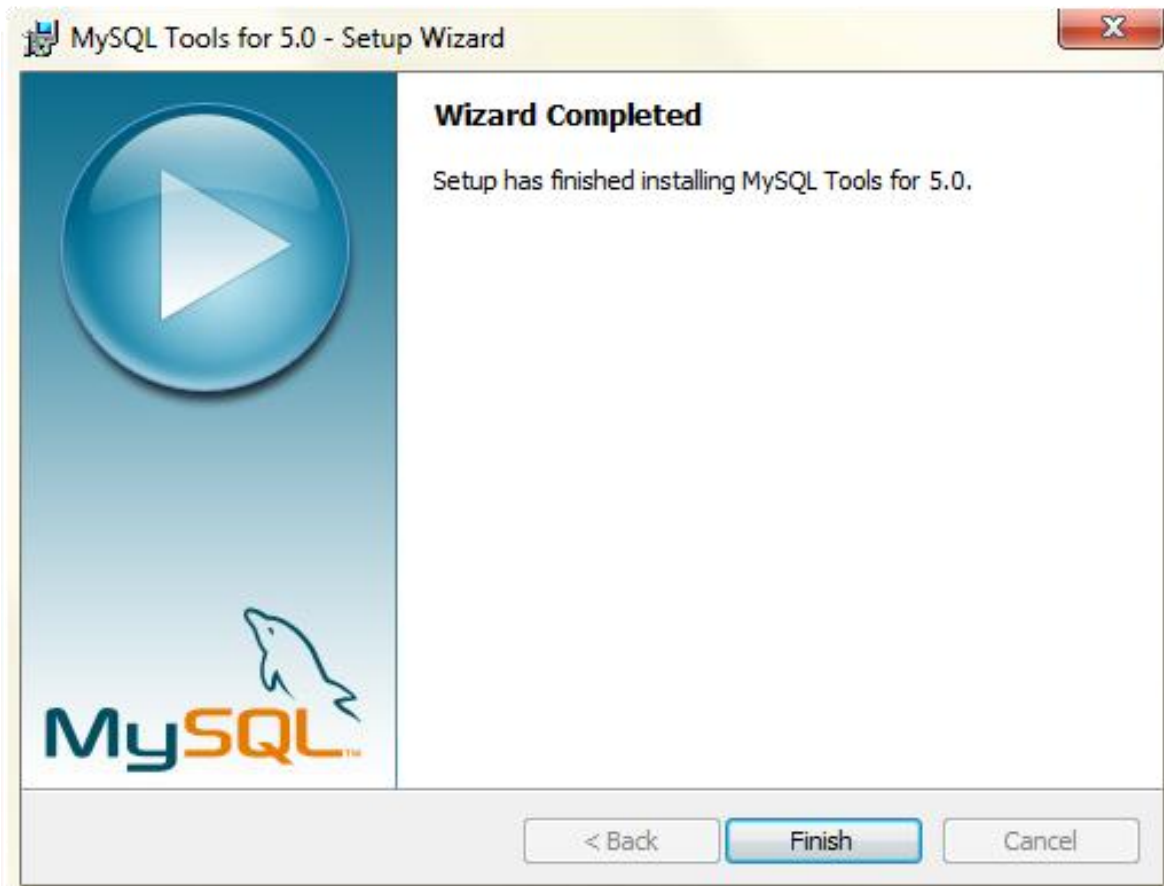 MySQL Tools for 5.0 - Setup Wizard
Wizard Completed
Setup has finished installing MySQL Tools for 5.0.
MySQL™
< Back
Finish
Cancel